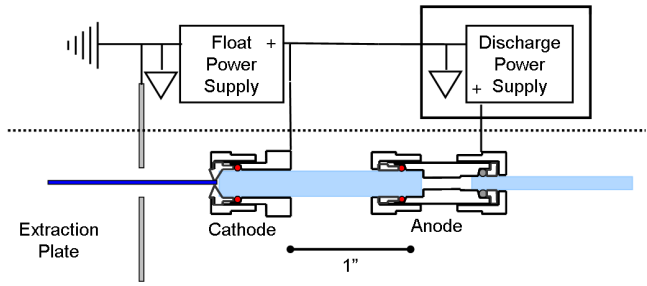 Float
Power
Supply
+
Discharge
Power
Supply
+
Extraction
Plate
Cathode
Anode
1”